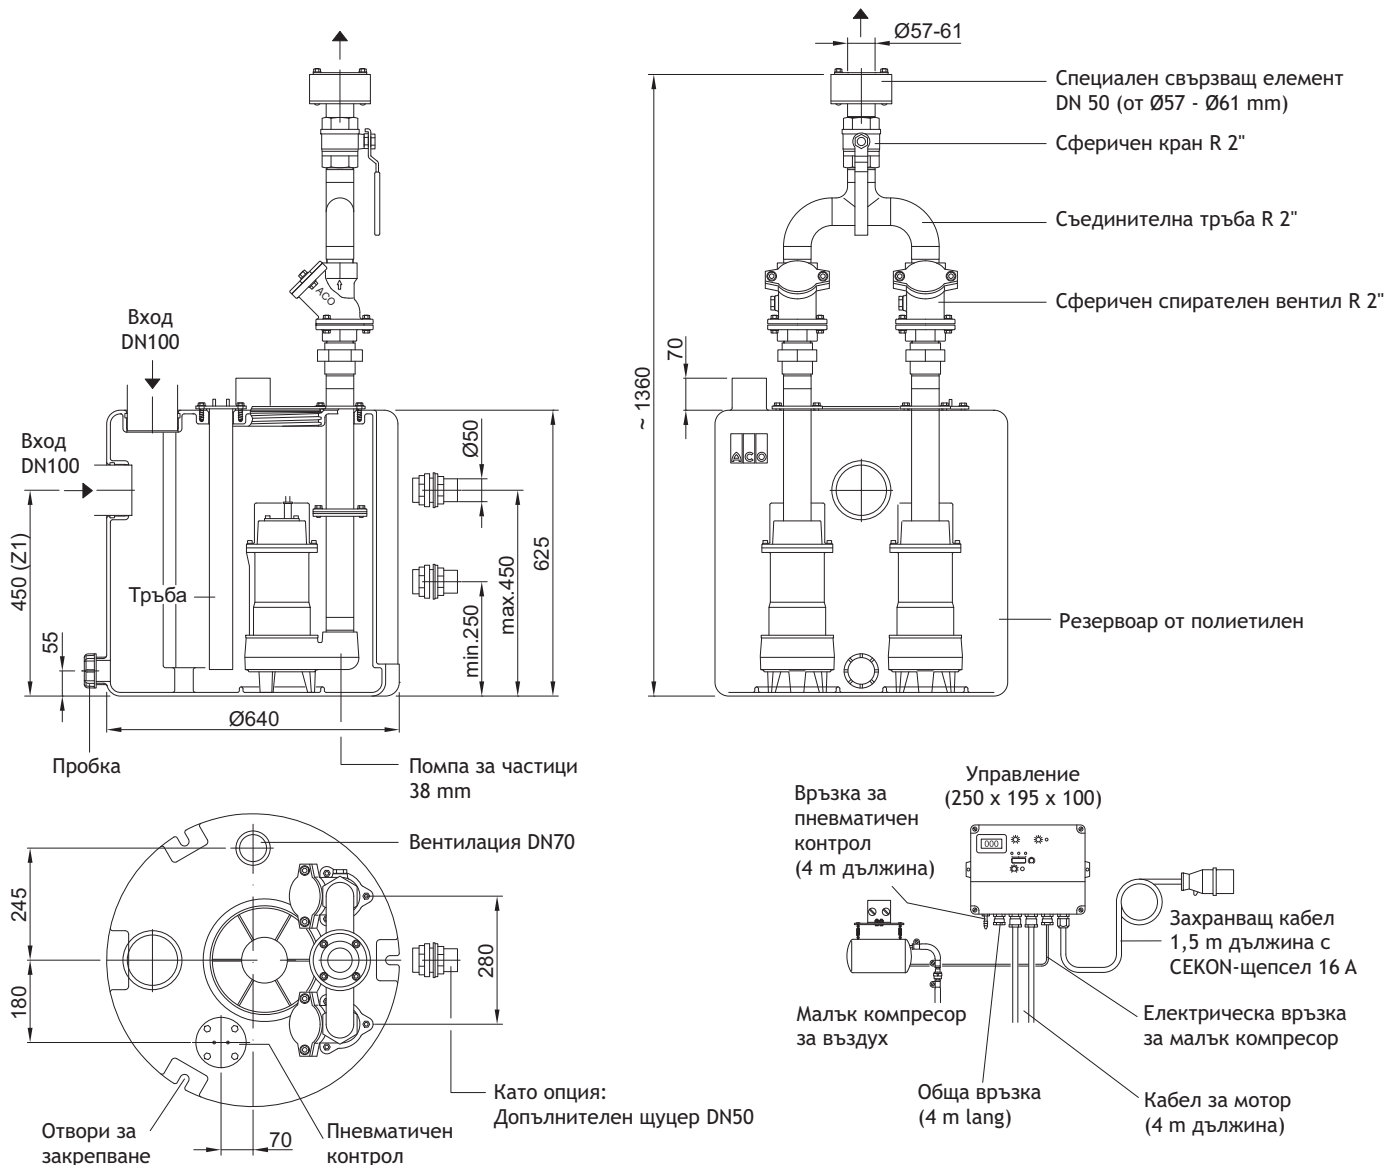 Ø57-61
Специален свързващ елемент
DN 50 (от Ø57 - Ø61 mm)
Сферичен кран R 2"
Съединителна тръба R 2"
Сферичен спирателен вентил R 2"
ACO
Вход
DN100
Вход
DN100
70
~ 1360
Ø50
ACO
450 (Z1)
Тръба
55
min.250
max.450
625
Резервоар от полиетилен
Ø640
Пробка
Помпа за частици
38 mm
Вентилация DN70
245
180
280
70
Като опция:
Допълнителен щуцер DN50
Отвори за
закрепване
Пневматичен
контрол
Управление
(250 x 195 x 100)
Връзка за
пневматичен
контрол
(4 m дължина)
000
Захранващ кабел
1,5 m дължина с
CEKON-щепсел 16 A
Малък компресор
за въздух
Електрическа връзка
за малък компресор
Обща връзка
(4 m lang)
Кабел за мотор
(4 m дължина)